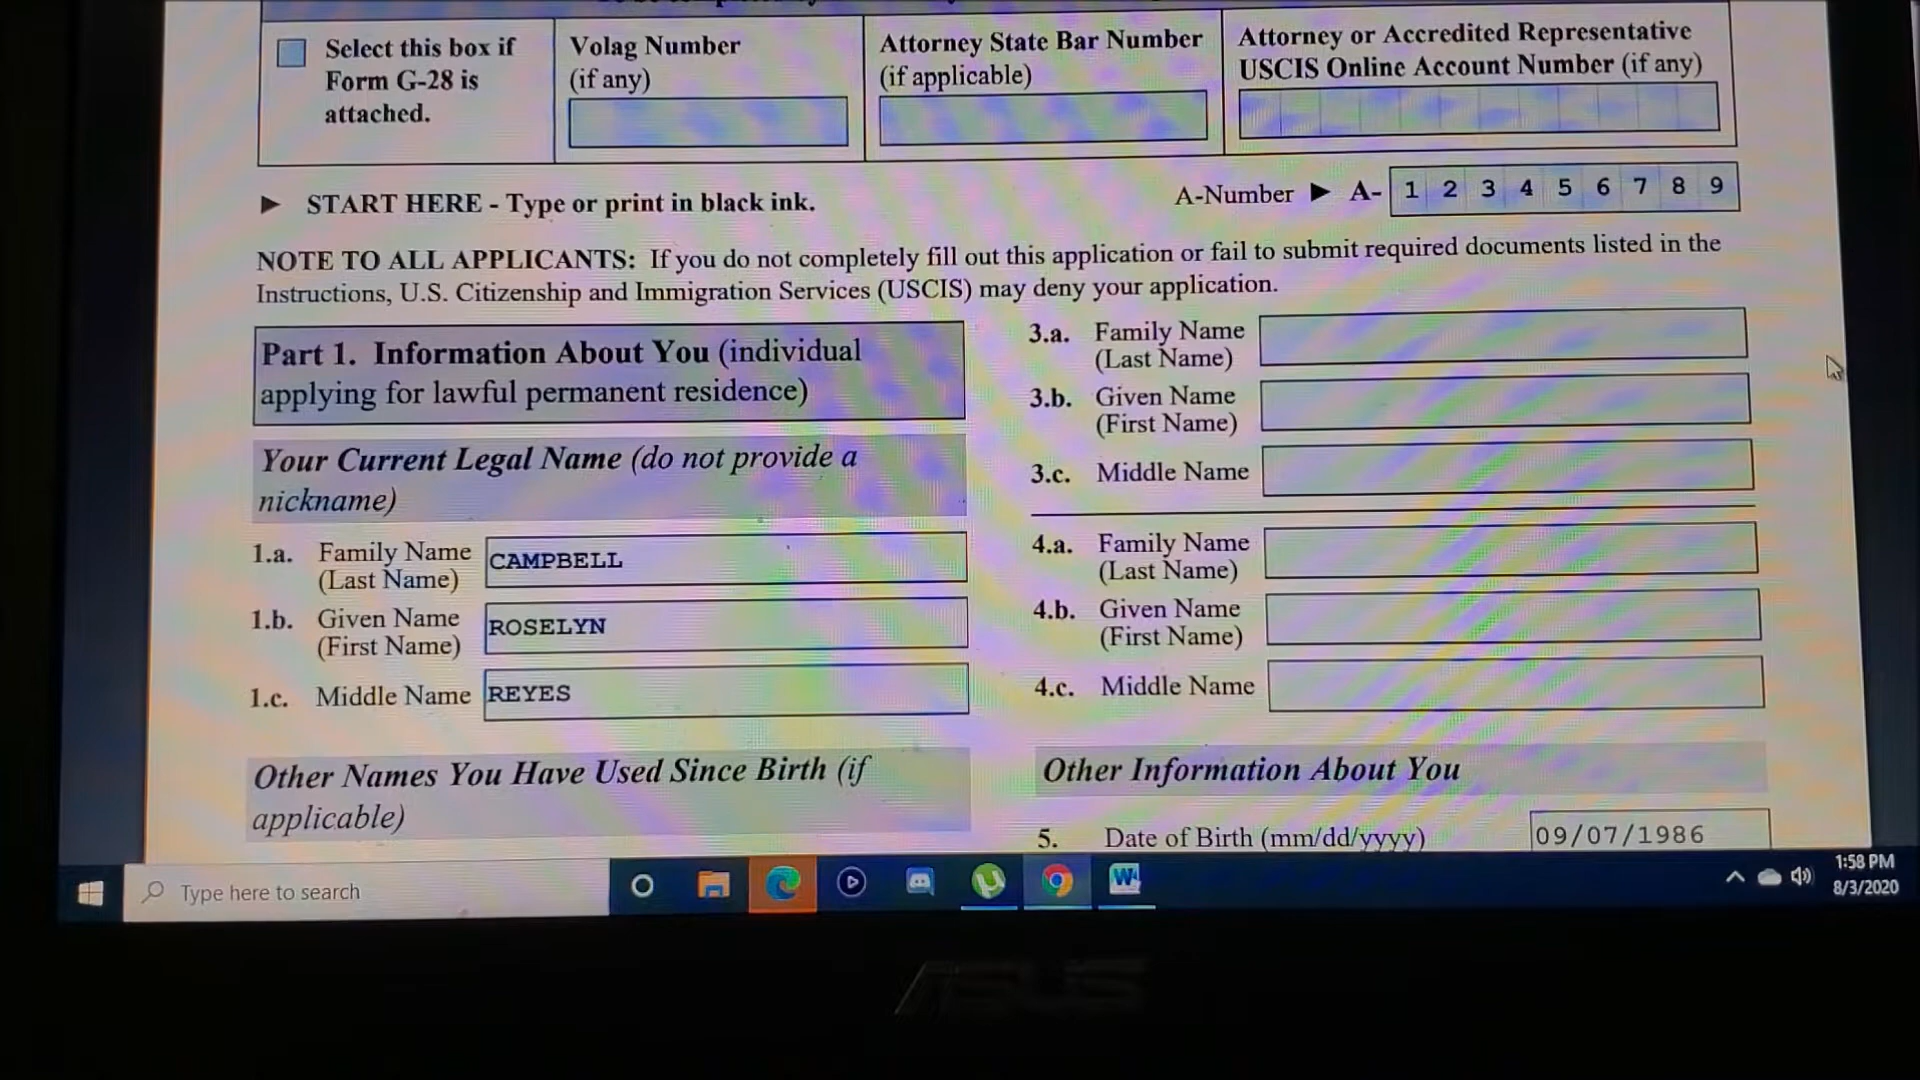 Select this box if
Form G-28 is
attached.
Volag Number
(if any)
Attorney State Bar Number
(if applicable)
Attorney or Accredited Representative
USCIS Online Account Number (if any)
► START HERE - Type or print in black ink.
A-Number ► A- 1 2 3 4 5 6 7 8 9
NOTE TO ALL APPLICANTS: If you do not completely fill out this application or fail to submit required documents listed in the
Instructions, U.S. Citizenship and Immigration Services (USCIS) may deny your application.
Part 1. Information About You (individual
applying for lawful permanent residence)
Your Current Legal Name (do not provide a
nickname)
1.a. Family Name
(Last Name)
CAMPBELL
1.b. Given Name
(First Name)
ROSELYN
1.c. Middle Name REYES
Other Names You Have Used Since Birth (if
applicable)
3.a. Family Name
(Last Name)
3.b. Given Name
(First Name)
3.c. Middle Name
4.a. Family Name
(Last Name)
4.b. Given Name
(First Name)
4.c. Middle Name
Other Information About You
5. Date of Birth (mm/dd/yyyy) 09/07/1986
Type here to search
1:58 PM
8/3/2020
ASUS